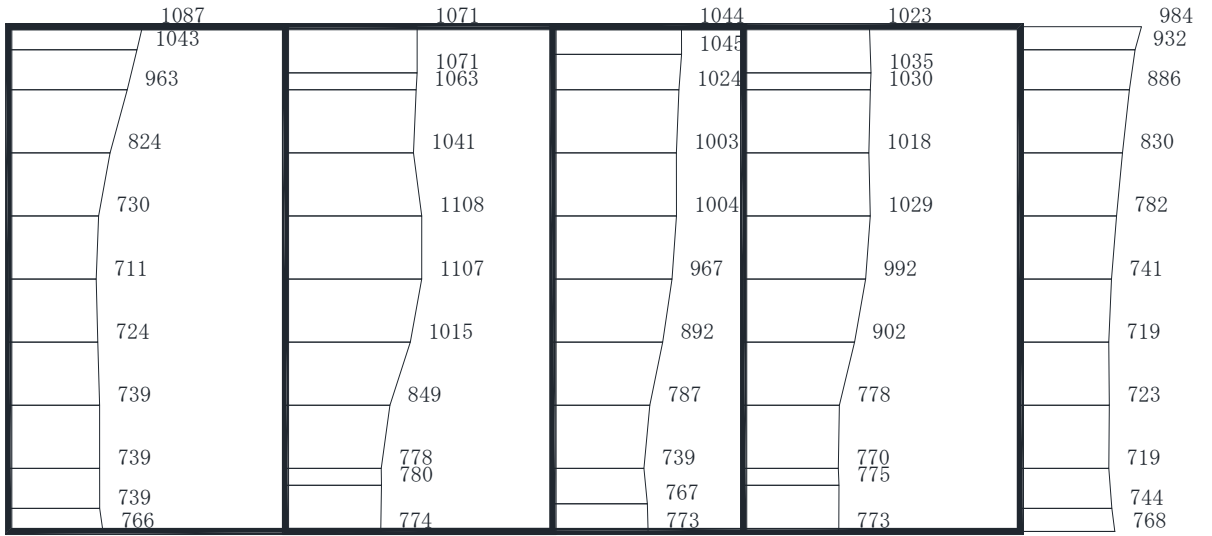 1087 1071 1044 1023 984
1043 1045 932
1071 1035
963 1063 1024 1030 886
824 1041 1003 1018 830
730 1108 1004 1029 782
711 1107 967 992 741
724 1015 892 902 719
739 849 787 778 723
739 778 739 770 719
780 775
739 767 744
766 774 773 773 768